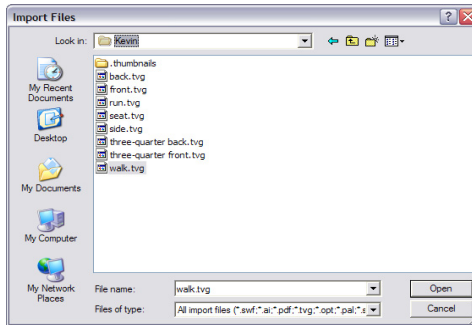 Import Files
Look in: Kevin
.thumbnails
back.tvg
front.tvg
run.tvg
seat.tvg
side.tvg
three-quarter back.tvg
three-quarter front.tvg
walk.tvg
My Recent
Documents
Desktop
My Documents
My Computer
My Network
Places
File name: walk.tvg Open
Files of type: All import files (*.swf;*.ai;*.pdf;*.tvg;*.opt;*.pal;*.s Cancel